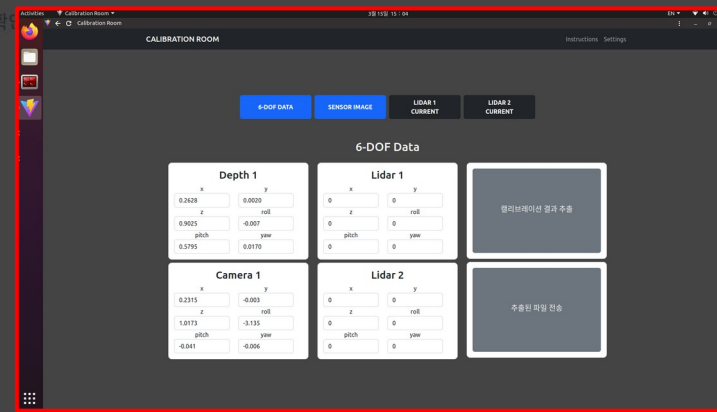 Activities Calibration Room 3월 15일 15 : 04 EN
Calibration Room
CALIBRATION ROOM Instructions Settings
6-DOF DATA SENSOR IMAGE LIDAR 1 CURRENT LIDAR 2 CURRENT
6-DOF Data
Depth 1
x y
0.2628 0.0020
z roll
0.9025 -0.007
pitch yaw
0.5795 0.0170
Lidar 1
x y
0 0
z roll
0 0
pitch yaw
0 0
캘리브레이션 결과 추출
Camera 1
x y
0.2315 -0.003
z roll
1.0173 -3.135
pitch yaw
-0.041 -0.006
Lidar 2
x y
0 0
z roll
0 0
pitch yaw
0 0
추출된 파일 전송